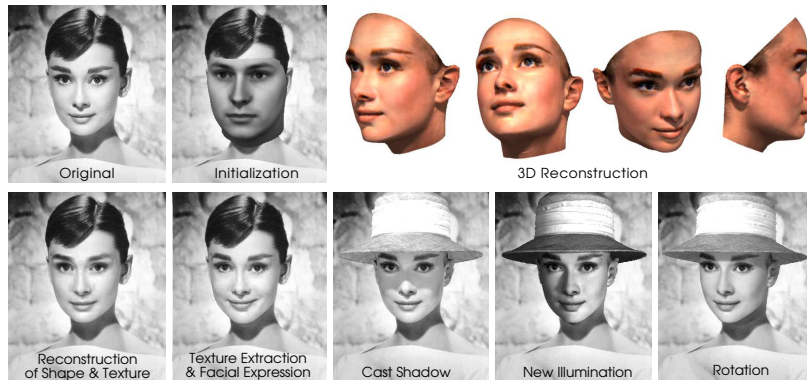 Original
Initialization
3D Reconstruction
Reconstruction
of Shape & Texture
Texture Extraction
& Facial Expression
Cast Shadow
New Illumination
Rotation